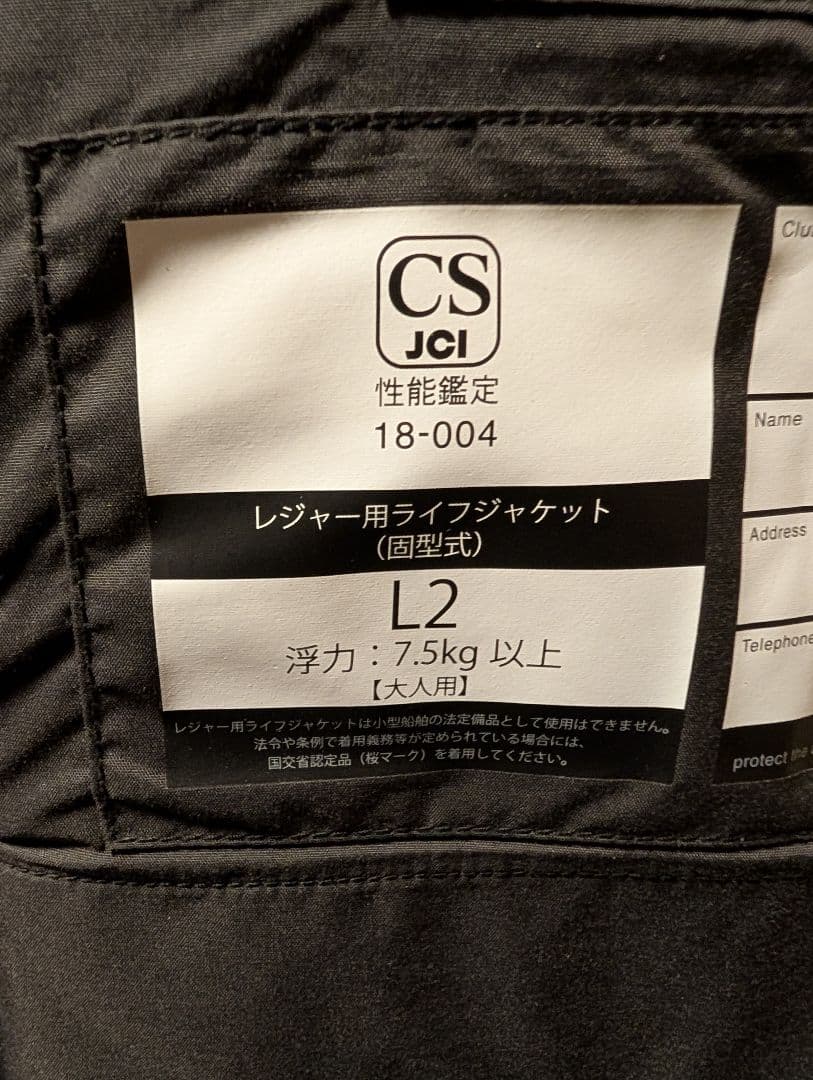 CS
JCI
性能鑑定
18-004
レジャー用ライフジャケット
（固型式）
L2
浮力：7.5kg 以上
【大人用】
レジャー用ライフジャケットは小型船舶の法定備品として使用はできません。
法令や条例で着用義務等が定められている場合には、
国交省認定品（桜マーク）を着用してください。
Name
Address
Telephone
protect the